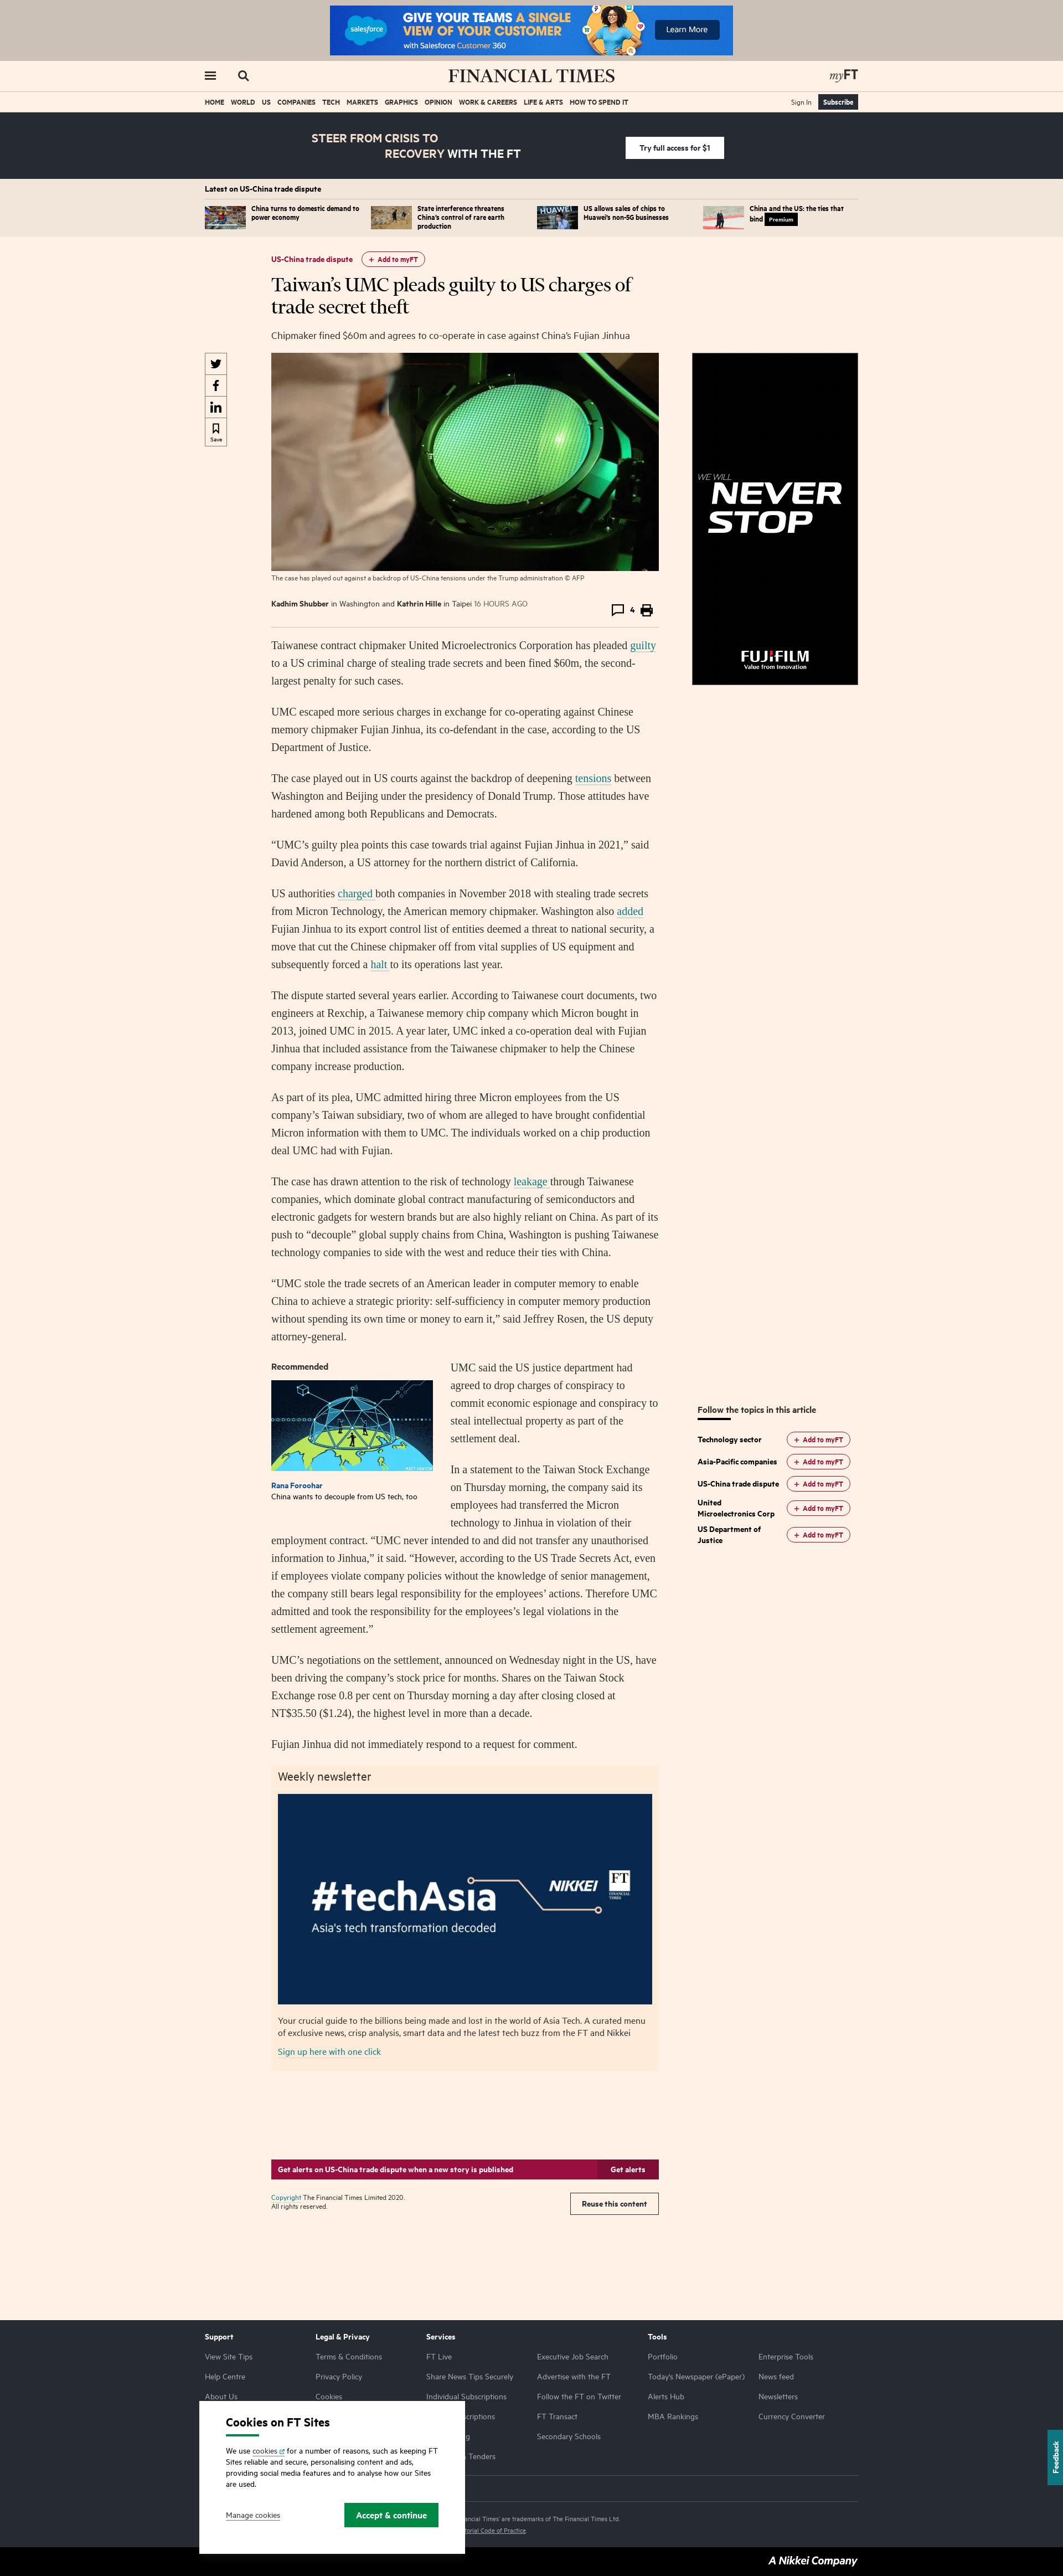 salesforce
GIVE YOUR TEAMS A SINGLE
VIEW OF YOUR CUSTOMER
with Salesforce Customer 360
Learn More
FINANCIAL TIMES
myFT
HOME WORLD US COMPANIES TECH MARKETS GRAPHICS OPINION WORK & CAREERS LIFE & ARTS HOW TO SPEND IT
Sign In Subscribe
STEER FROM CRISIS TO
RECOVERY WITH THE FT
Try full access for $1
Latest on US-China trade dispute
China turns to domestic demand to
power economy
State interference threatens
China's control of rare earth
production
HUAWEI
US allows sales of chips to
Huawei's non-5G businesses
China and the US: the ties that
bind Premium
US-China trade dispute + Add to myFT
Taiwan's UMC pleads guilty to US charges of
trade secret theft
Chipmaker fined $60m and agrees to co-operate in case against China's Fujian Jinhua
Save
WE WILL
NEVER
STOP
FUJIFILM
Value from Innovation
The case has played out against a backdrop of US-China tensions under the Trump administration © AFP
Kadhim Shubber in Washington and Kathrin Hille in Taipei 16 HOURS AGO
4
Taiwanese contract chipmaker United Microelectronics Corporation has pleaded guilty
to a US criminal charge of stealing trade secrets and been fined $60m, the second-
largest penalty for such cases.
UMC escaped more serious charges in exchange for co-operating against Chinese
memory chipmaker Fujian Jinhua, its co-defendant in the case, according to the US
Department of Justice.
The case played out in US courts against the backdrop of deepening tensions between
Washington and Beijing under the presidency of Donald Trump. Those attitudes have
hardened among both Republicans and Democrats.
“UMC’s guilty plea points this case towards trial against Fujian Jinhua in 2021,” said
David Anderson, a US attorney for the northern district of California.
US authorities charged both companies in November 2018 with stealing trade secrets
from Micron Technology, the American memory chipmaker. Washington also added
Fujian Jinhua to its export control list of entities deemed a threat to national security, a
move that cut the Chinese chipmaker off from vital supplies of US equipment and
subsequently forced a halt to its operations last year.
The dispute started several years earlier. According to Taiwanese court documents, two
engineers at Rexchip, a Taiwanese memory chip company which Micron bought in
2013, joined UMC in 2015. A year later, UMC inked a co-operation deal with Fujian
Jinhua that included assistance from the Taiwanese chipmaker to help the Chinese
company increase production.
As part of its plea, UMC admitted hiring three Micron employees from the US
company’s Taiwan subsidiary, two of whom are alleged to have brought confidential
Micron information with them to UMC. The individuals worked on a chip production
deal UMC had with Fujian.
The case has drawn attention to the risk of technology leakage through Taiwanese
companies, which dominate global contract manufacturing of semiconductors and
electronic gadgets for western brands but are also highly reliant on China. As part of its
push to “decouple” global supply chains from China, Washington is pushing Taiwanese
technology companies to side with the west and reduce their ties with China.
“UMC stole the trade secrets of an American leader in computer memory to enable
China to achieve a strategic priority: self-sufficiency in computer memory production
without spending its own time or money to earn it,” said Jeffrey Rosen, the US deputy
attorney-general.
Recommended
Rana Foroohar
China wants to decouple from US tech, too
UMC said the US justice department had
agreed to drop charges of conspiracy to
commit economic espionage and conspiracy to
steal intellectual property as part of the
settlement deal.
In a statement to the Taiwan Stock Exchange
on Thursday morning, the company said its
employees had transferred the Micron
technology to Jinhua in violation of their
employment contract. “UMC never intended to and did not actually transfer unauthorised
information to Jinhua,” it said. “However, according to the US Trade Secrets Act, even
if employees violate company policies without the knowledge of senior management,
the company still bears legal responsibility for the employees’ actions. Therefore UMC
admitted and took the responsibility for the employees’s legal violations in the
settlement agreement.”
UMC’s negotiations on the settlement, announced on Wednesday night in the US, have
been driving the company’s stock price for months. Shares on the Taiwan Stock
Exchange rose 0.8 per cent on Thursday morning a day after closing closed at
NT$35.50 ($1.24), the highest level in more than a decade.
Fujian Jinhua did not immediately respond to a request for comment.
Follow the topics in this article
Technology sector + Add to myFT
Asia-Pacific companies + Add to myFT
US-China trade dispute + Add to myFT
United
Microelectronics Corp + Add to myFT
US Department of
Justice + Add to myFT
Weekly newsletter
#techAsia
NIKKEI
FT
FINANCIAL
TIMES
Asia's tech transformation decoded
Your crucial guide to the billions being made and lost in the world of Asia Tech. A curated menu
of exclusive news, crisp analysis, smart data and the latest tech buzz from the FT and Nikkei
Sign up here with one click
Get alerts on US-China trade dispute when a new story is published
Get alerts
Copyright The Financial Times Limited 2020.
All rights reserved.
Reuse this content
Support Legal & Privacy Services Tools
View Site Tips Terms & Conditions FT Live Executive Job Search Portfolio Enterprise Tools
Help Centre Privacy Policy Share News Tips Securely Advertise with the FT Today's Newspaper (ePaper) News feed
About Us Cookies Individual Subscriptions Follow the FT on Twitter Alerts Hub Newsletters
FT Transact MBA Rankings Currency Converter
Secondary Schools
Tenders
Feedback
Cookies on FT Sites
We use cookies for a number of reasons, such as keeping FT
Sites reliable and secure, personalising content and ads,
providing social media features and to analyse how our Sites
are used.
Manage cookies
Accept & continue
Times' are trademarks of The Financial Times Ltd.
Code of Practice
A Nikkei Company